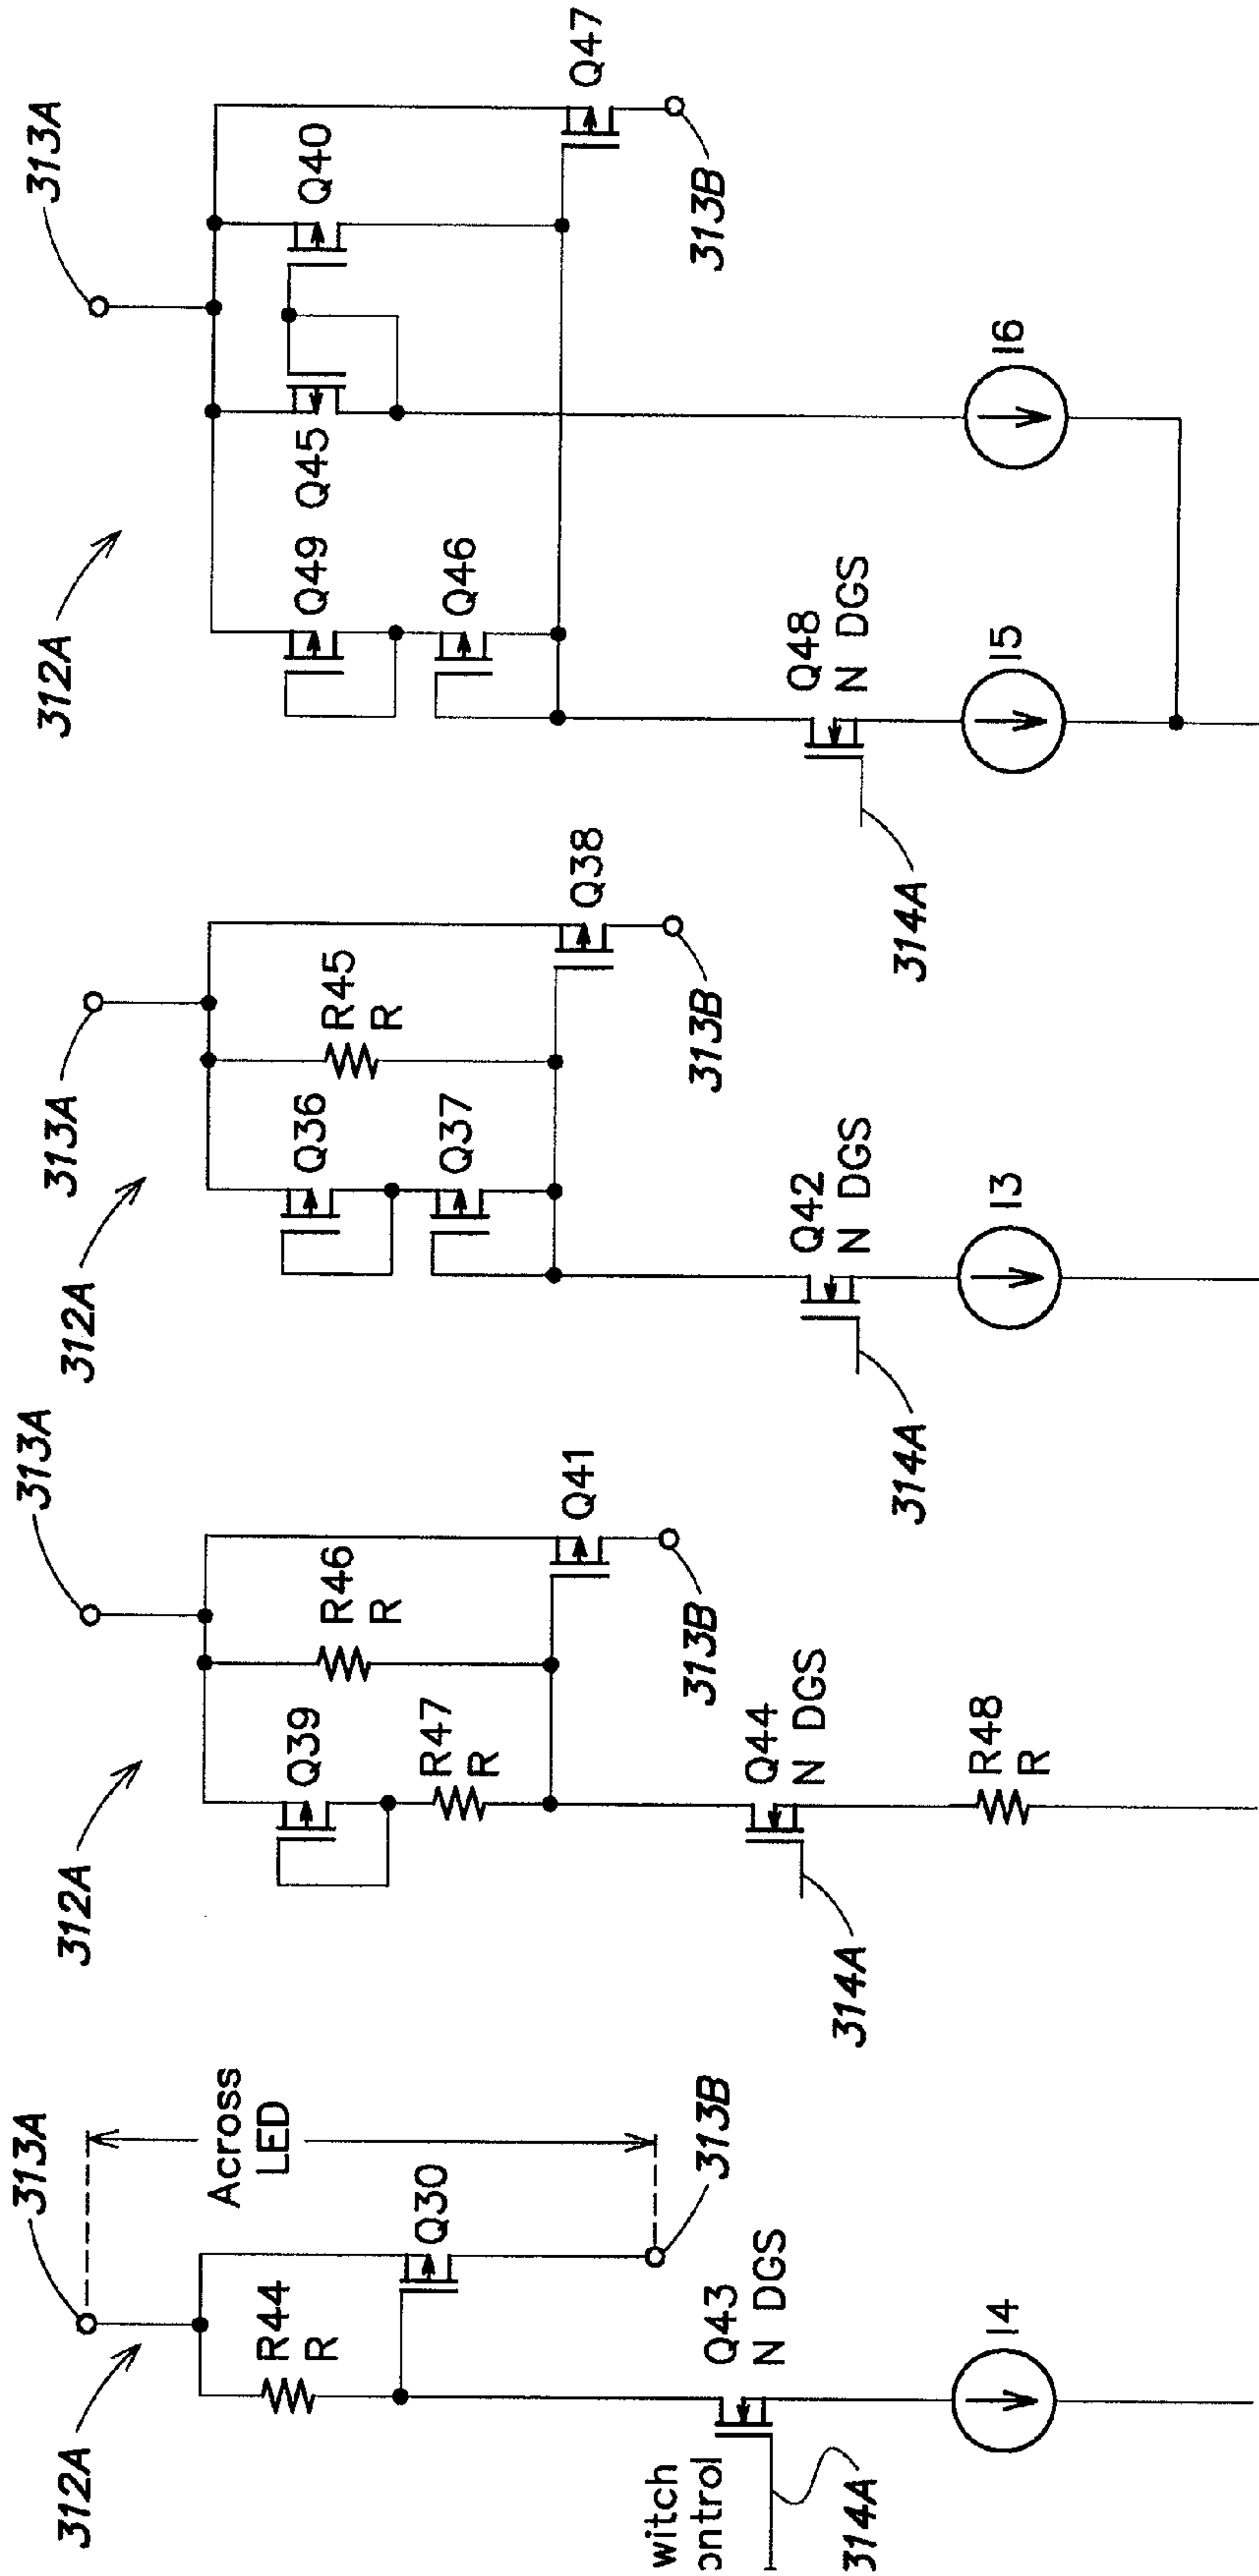 313A
312A
Across
LED
R44
R
Q30
313B
Q43
N DGS
witch
ontrol
314A
I4
313A
312A
R46
R
Q39
R47
R
Q41
313B
Q44
N DGS
314A
R48
R
313A
312A
R45
R
Q36
Q37
Q38
313B
Q42
N DGS
314A
I3
313A
312A
Q40
Q45
Q49
Q46
Q47
313B
Q48
N DGS
314A
I5
I6